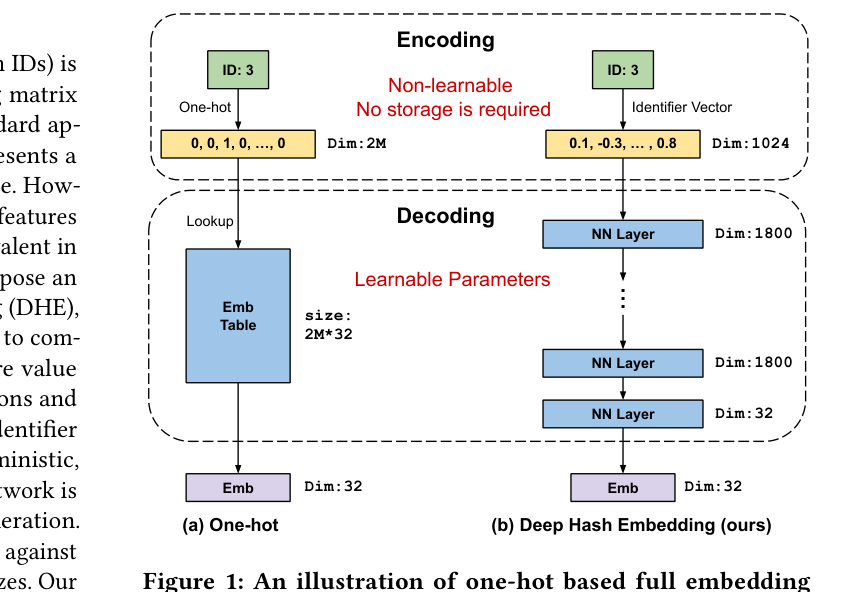 n IDs) is
g matrix
dard ap-
esents a
e. How-
features
valent in
pose an
g (DHE),
to com-
re value
ons and
dentifier
ministic,
twork is
neration.
against
zes. Our
Encoding
ID: 3
ID: 3
Non-learnable
No storage is required
One-hot
Identifier Vector
0, 0, 1, 0, ..., 0
Dim:2M
0.1, -0.3, ... , 0.8
Dim:1024
Decoding
Lookup
NN Layer
Dim:1800
Learnable Parameters
Emb
Table
size:
2M*32
⋮
NN Layer
Dim:1800
NN Layer
Dim:32
Emb
Dim:32
Emb
Dim:32
(a) One-hot
(b) Deep Hash Embedding (ours)
Figure 1: An illustration of one-hot based full embedding